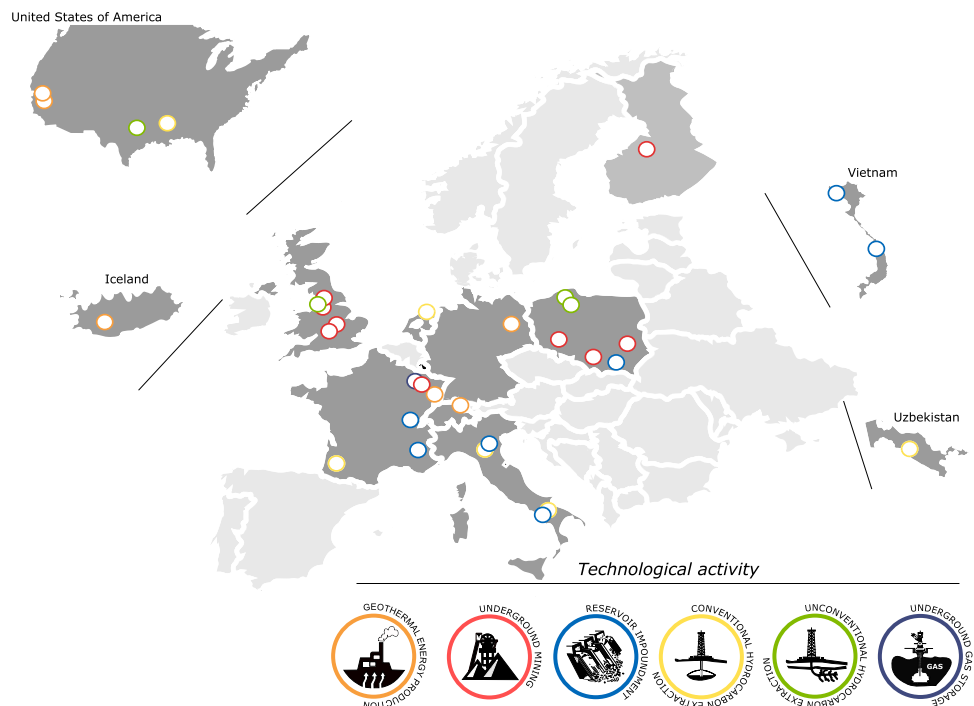 United States of America
Vietnam
Iceland
Uzbekistan
Technological activity
GEOTHERMAL ENERGY PRODUCTION
UNDERGROUND MINING
RESERVOIR IMPOUNDMENT
CONVENTIONAL HYDROCARBON EXTRACTION
UNCONVENTIONAL HYDROCARBON EXTRACTION
UNDERGROUND GAS STORAGE
GAS